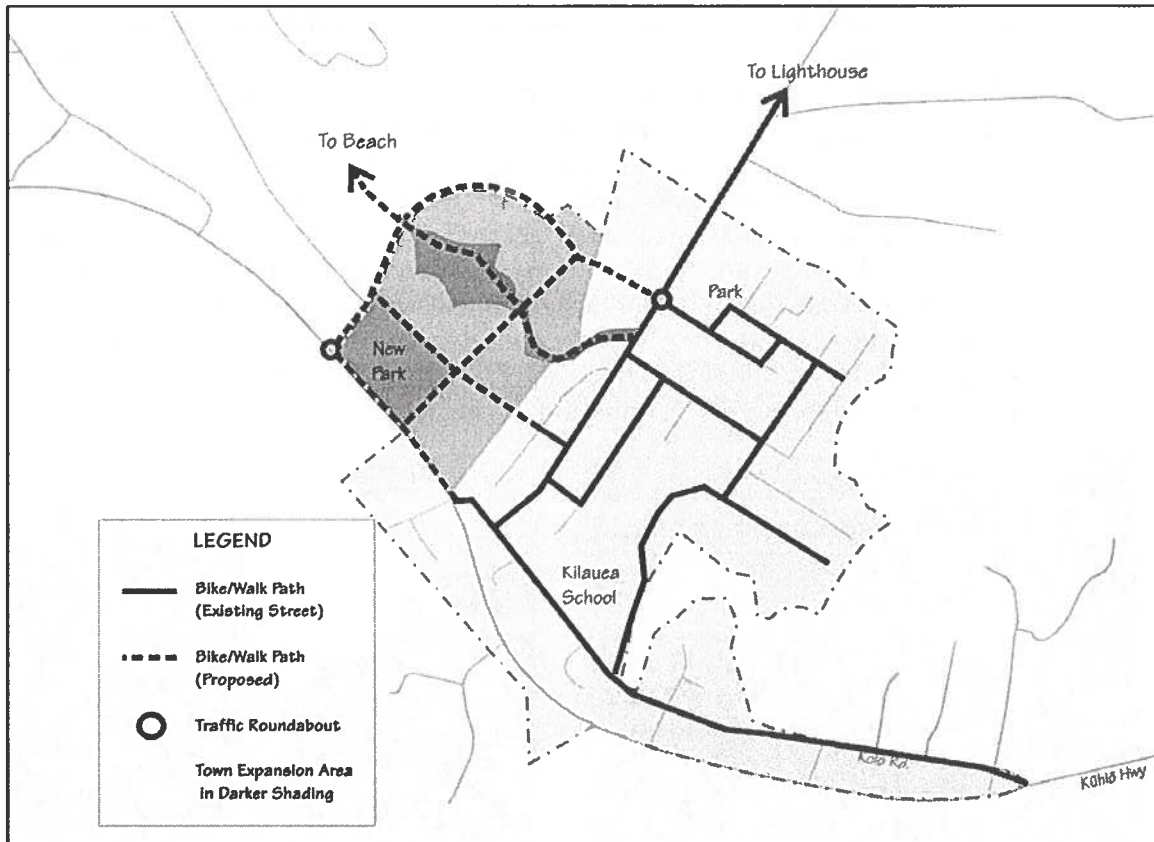 To Lighthouse
To Beach
Park
New
Park
Kilauea
School
Kolo Rd.
Kūhiō Hwy
LEGEND
Bike/Walk Path
(Existing Street)
Bike/Walk Path
(Proposed)
Traffic Roundabout
Town Expansion Area
in Darker Shading